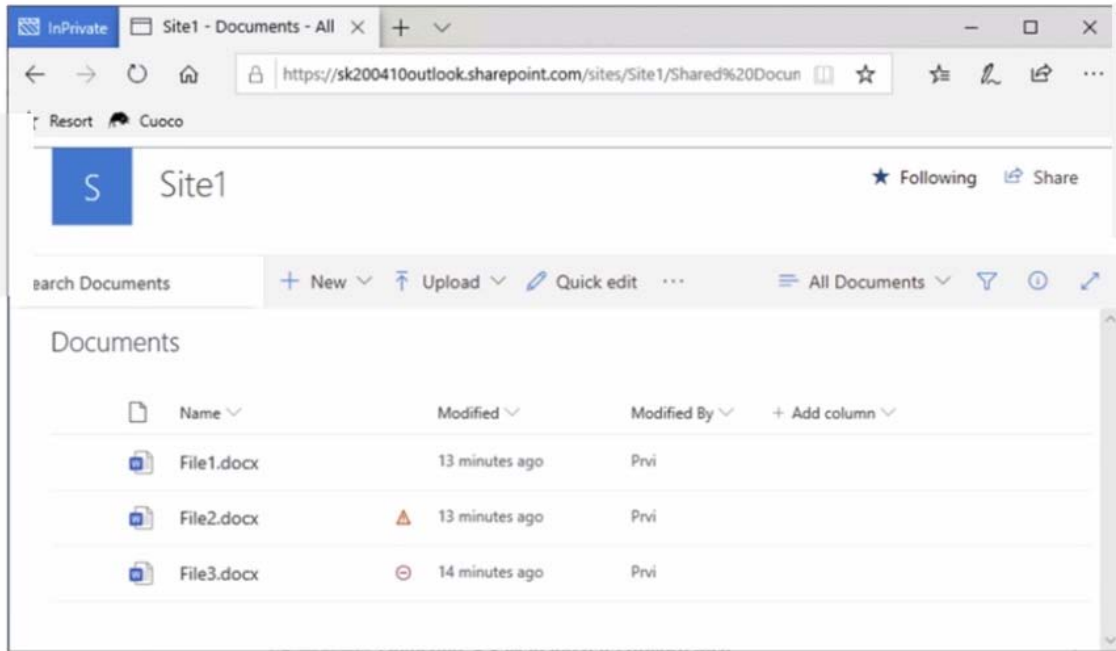 InPrivate Site1 - Documents - All
https://sk200410outlook.sharepoint.com/sites/Site1/Shared%20Docun
Resort Cuoco
S Site1 Following Share
earch Documents New Upload Quick edit ... All Documents
Documents
Name Modified Modified By + Add column
File1.docx 13 minutes ago Prvi
File2.docx 13 minutes ago Prvi
File3.docx 14 minutes ago Prvi